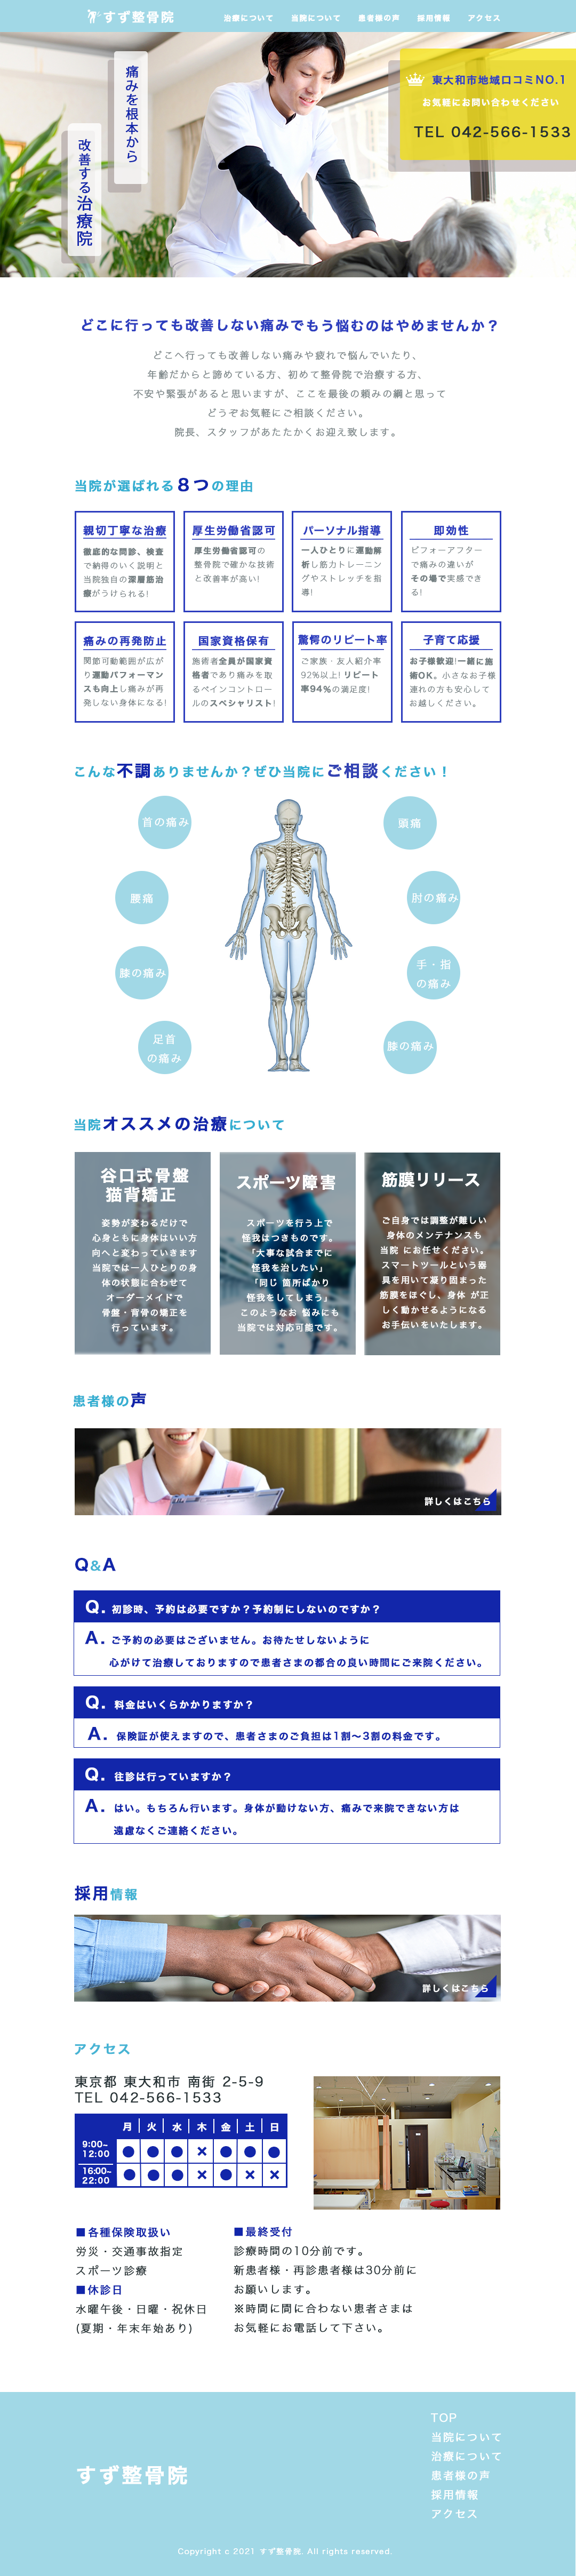 すず整骨院
治療について 当院について 患者様の声 採用情報 アクセス
痛みを根本から
改善する治療院
東大和市地域口コミNO.1
お気軽にお問い合わせください
TEL 042-566-1533
どこに行っても改善しない痛みでもう悩むのはやめませんか？
どこへ行っても改善しない痛みや疲れで悩んでいたり、
年齢だからと諦めている方、初めて整骨院で治療する方、
不安や緊張があると思いますが、ここを最後の頼みの綱と思って
どうぞお気軽にご相談ください。
院長、スタッフがあたたかくお迎え致します。
当院が選ばれる８つの理由
親切丁寧な治療
徹底的な問診、検査
で納得のいく説明と
当院独自の深層筋治
療がうけられる!
厚生労働省認可
厚生労働省認可の
整骨院で確かな技術
と改善率が高い!
パーソナル指導
一人ひとりに運動解
析し筋力トレーニン
グやストレッチを指
導!
即効性
ビフォーアフター
で痛みの違いが
その場で実感でき
る!
痛みの再発防止
関節可動範囲が広が
り運動パフォーマン
スも向上し痛みが再
発しない身体になる!
国家資格保有
施術者全員が国家資
格者であり痛みを取
るペインコントロー
ルのスペシャリスト!
驚愕のリピート率
ご家族・友人紹介率
92%以上! リピート
率94%の満足度!
子育て応援
お子様歓迎!一緒に施
術OK。小さなお子様
連れの方も安心して
お越しください。
こんな不調ありませんか？ぜひ当院にご相談ください！
首の痛み
頭痛
腰痛
肘の痛み
膝の痛み
手・指
の痛み
足首
の痛み
膝の痛み
当院オススメの治療について
谷口式骨盤
猫背矯正
姿勢が変わるだけで
心身ともに身体はいい方
向へと変わっていきます
当院では一人ひとりの身
体の状態に合わせて
オーダーメイドで
骨盤・背骨の矯正を
行っています。
スポーツ障害
スポーツを行う上で
怪我はつきものです。
「大事な試合までに
怪我を治したい」
「同じ 箇所ばかり
怪我をしてしまう」
このようなお 悩みにも
当院では対応可能です。
筋膜リリース
ご自身では調整が難しい
身体のメンテナンスも
当院 にお任せください。
スマートツールという器
具を用いて凝り固まった
筋膜をほぐし、身体 が正
しく動かせるようになる
お手伝いをいたします。
患者様の声
詳しくはこちら
Q&A
Q. 初診時、予約は必要ですか？予約制にしないのですか？
A. ご予約の必要はございません。お待たせしないように
心がけて治療しておりますので患者さまの都合の良い時間にご来院ください。
Q. 料金はいくらかかりますか？
A. 保険証が使えますので、患者さまのご負担は1割〜3割の料金です。
Q. 往診は行っていますか？
A. はい。もちろん行います。身体が動けない方、痛みで来院できない方は
遠慮なくご連絡ください。
採用情報
詳しくはこちら
アクセス
東京都 東大和市 南街 2-5-9
TEL 042-566-1533
月 火 水 木 金 土 日
9:00~
12:00 ● ● ● × ● ● ●
16:00~
22:00 ● ● ● × ● × ×
■各種保険取扱い
労災・交通事故指定
スポーツ診療
■休診日
水曜午後・日曜・祝休日
(夏期・年末年始あり)
■最終受付
診療時間の10分前です。
新患者様・再診患者様は30分前に
お願いします。
※時間に間に合わない患者さまは
お気軽にお電話して下さい。
すず整骨院
TOP
当院について
治療について
患者様の声
採用情報
アクセス
Copyright c 2021 すず整骨院. All rights reserved.